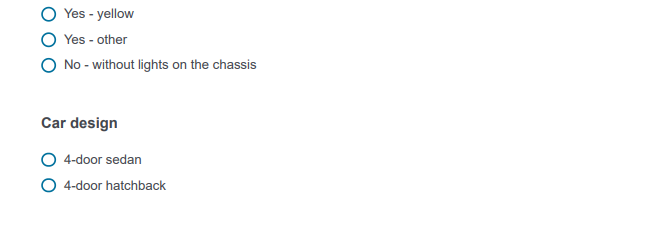 Yes - yellow
Yes - other
No - without lights on the chassis
Car design
4-door sedan
4-door hatchback